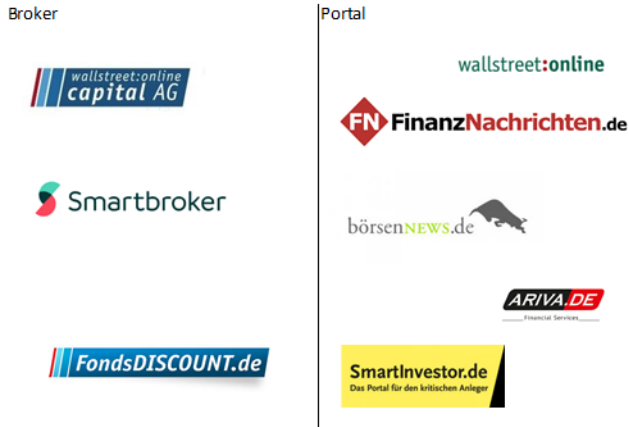 Broker
Portal
wallstreet:online
capital AG
Smartbroker
FondsDISCOUNT.de
wallstreet:online
FN FinanzNachrichten.de
börsenNEWS.de
ARIVA.DE
Financial Services
SmartInvestor.de
Das Portal für den kritischen Anleger